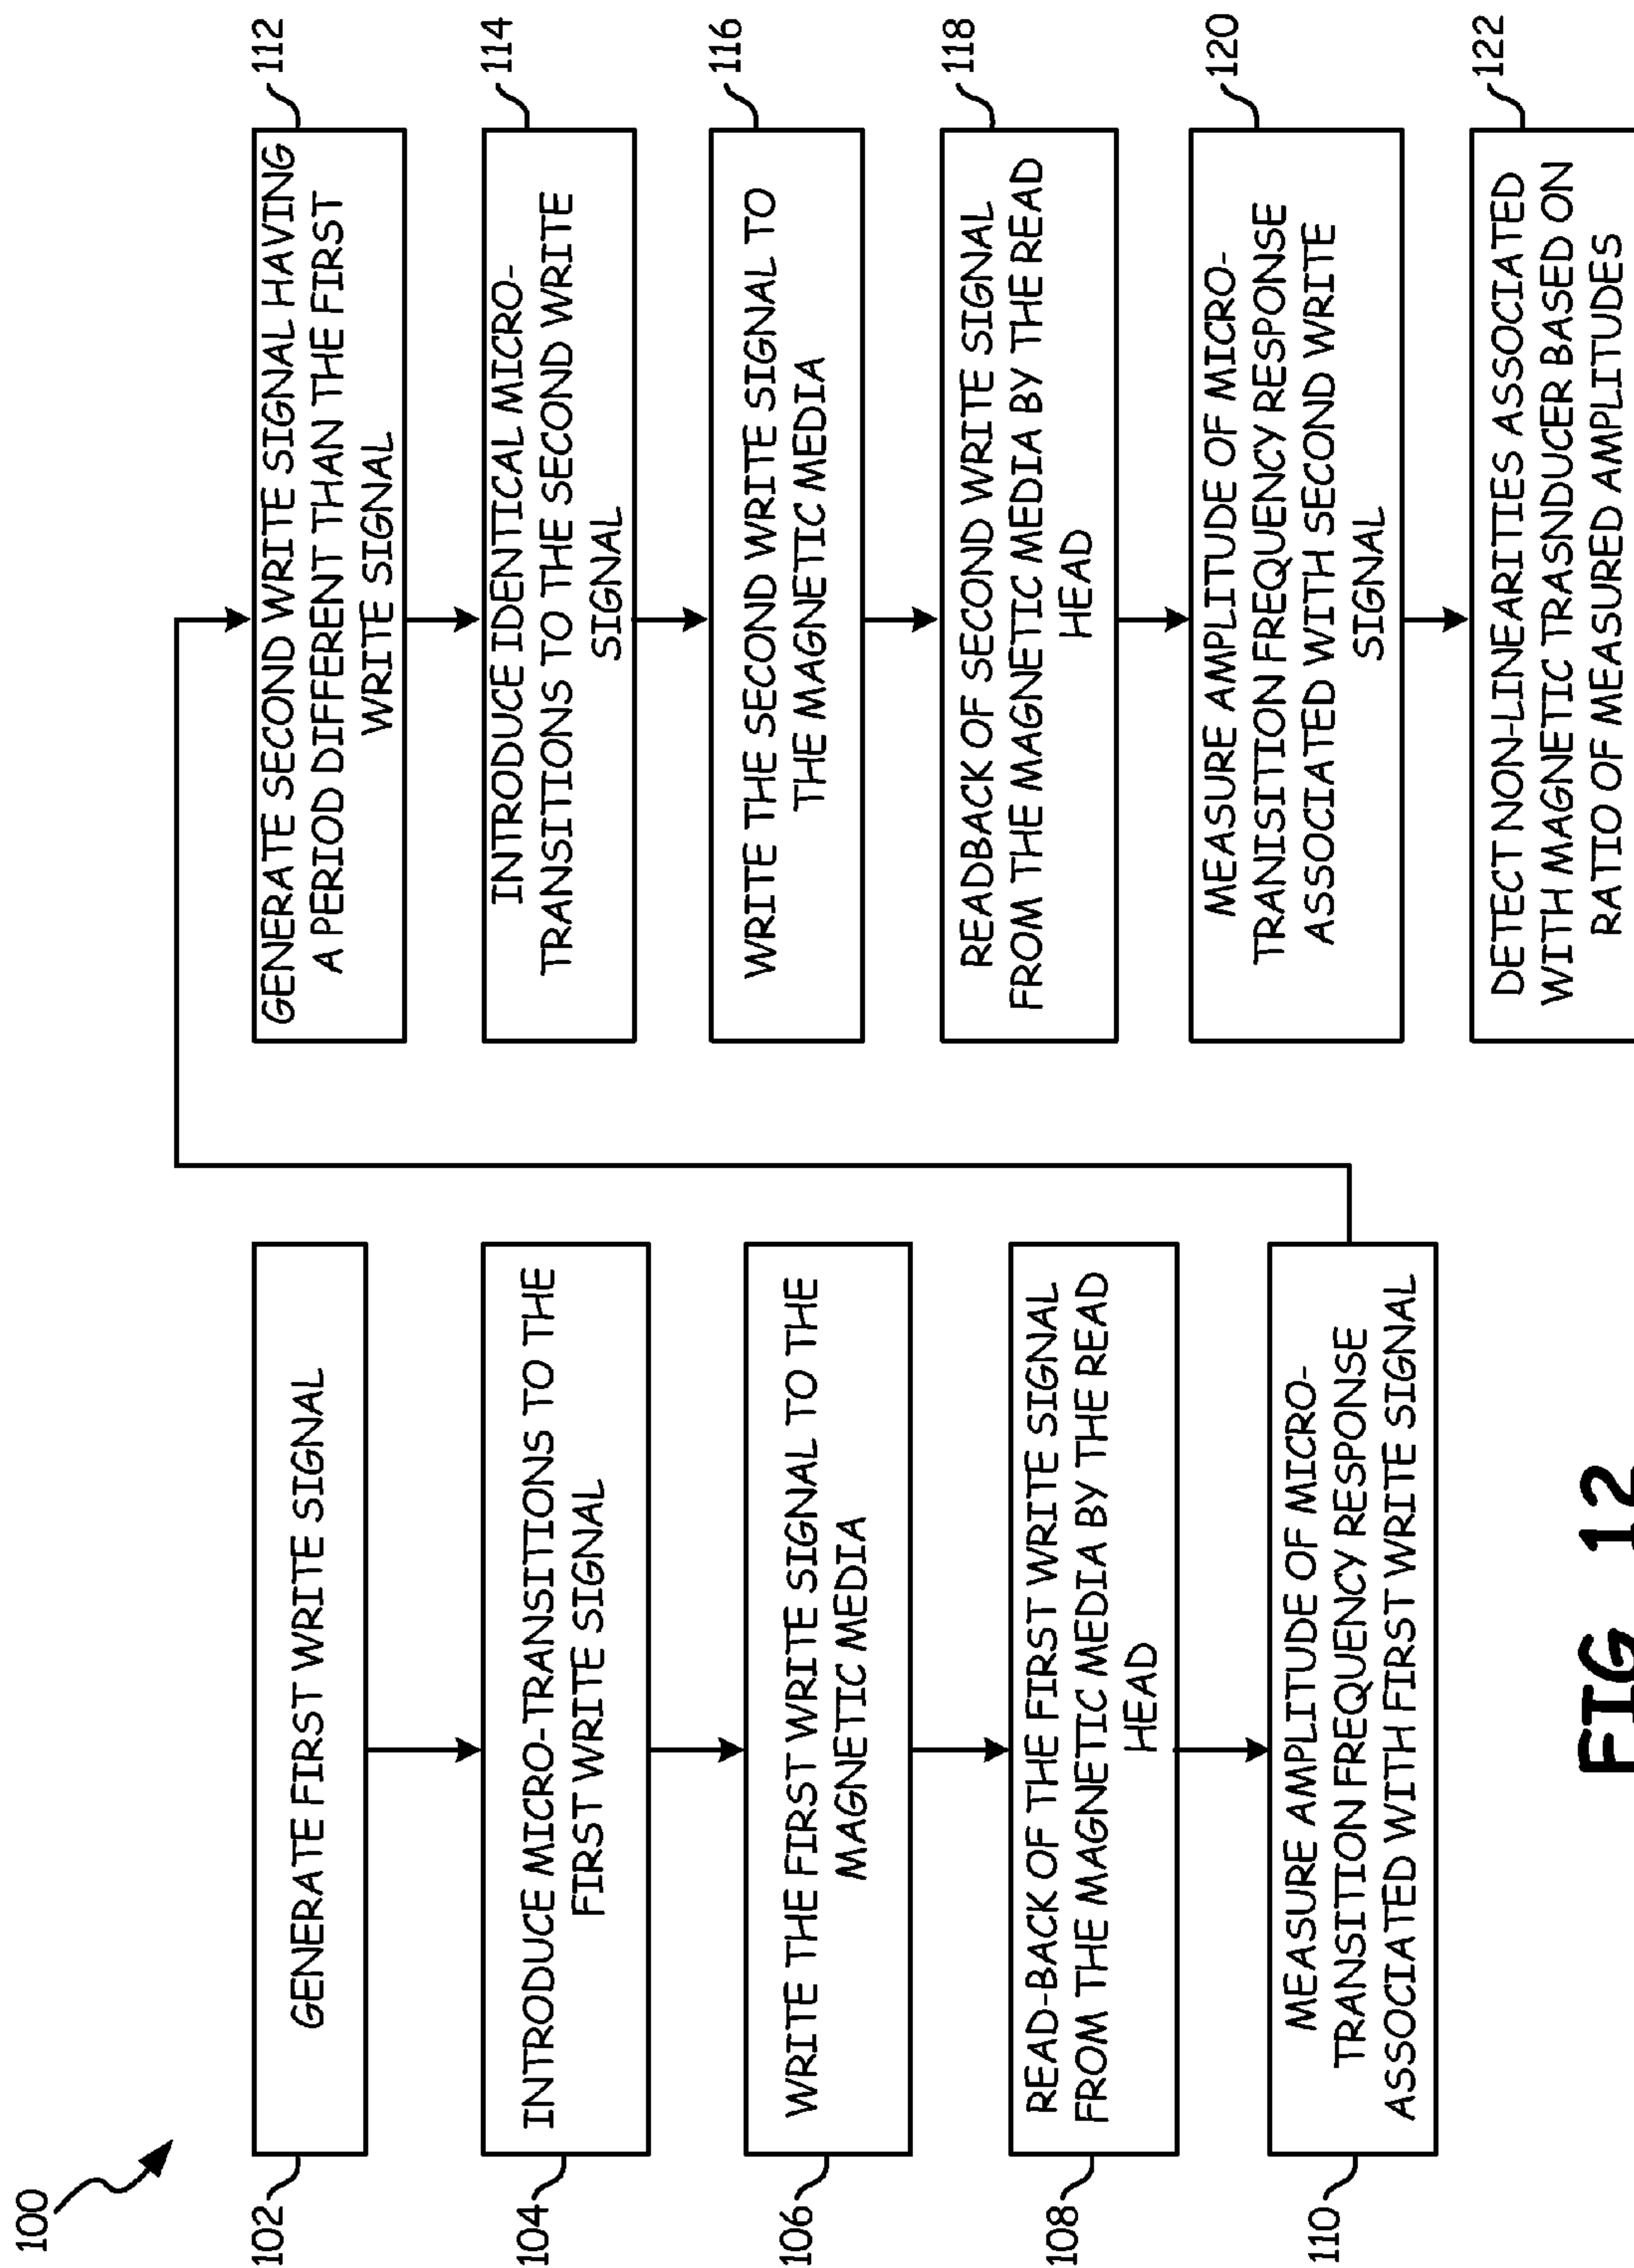 100
102
GENERATE FIRST WRITE SIGNAL
104
INTRODUCE MICRO-TRANSITIONS TO THE
FIRST WRITE SIGNAL
106
WRITE THE FIRST WRITE SIGNAL TO THE
MAGNETIC MEDIA
108
READ-BACK OF THE FIRST WRITE SIGNAL
FROM THE MAGNETIC MEDIA BY THE READ
HEAD
110
MEASURE AMPLITUDE OF MICRO-
TRANSITION FREQUENCY RESPONSE
ASSOCIATED WITH FIRST WRITE SIGNAL
112
GENERATE SECOND WRITE SIGNAL HAVING
A PERIOD DIFFERENT THAN THE FIRST
WRITE SIGNAL
114
INTRODUCE IDENTICAL MICRO-
TRANSITIONS TO THE SECOND WRITE
SIGNAL
116
WRITE THE SECOND WRITE SIGNAL TO
THE MAGNETIC MEDIA
118
READBACK OF SECOND WRITE SIGNAL
FROM THE MAGNETIC MEDIA BY THE READ
HEAD
120
MEASURE AMPLITUDE OF MICRO-
TRANISITION FREQUENCY RESPONSE
ASSOCIATED WITH SECOND WRITE
SIGNAL
122
DETECT NON-LINEARITIES ASSOCIATED
WITH MAGNETIC TRASNDUCER BASED ON
RATIO OF MEASURED AMPLITUDES
FIG 12